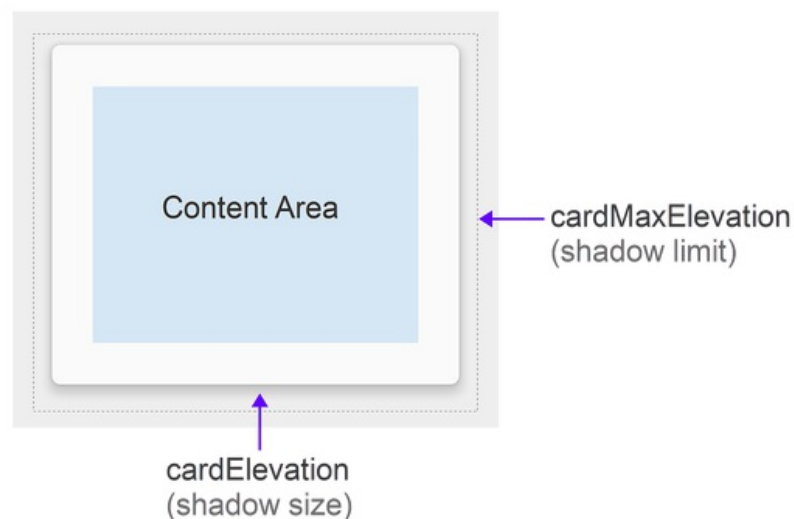 Content Area
cardMaxElevation
(shadow limit)
cardElevation
(shadow size)